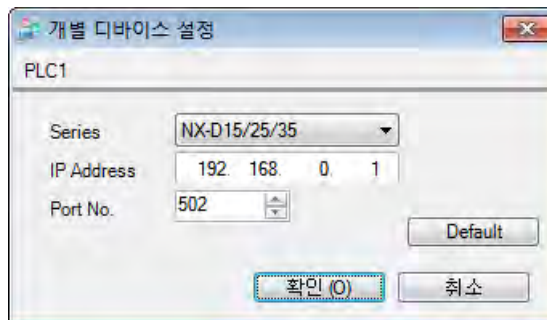 개별 디바이스 설정
PLC1
Series NX-D15/25/35
IP Address 192. 168. 0. 1
Port No. 502
Default
확인 (O) 취소